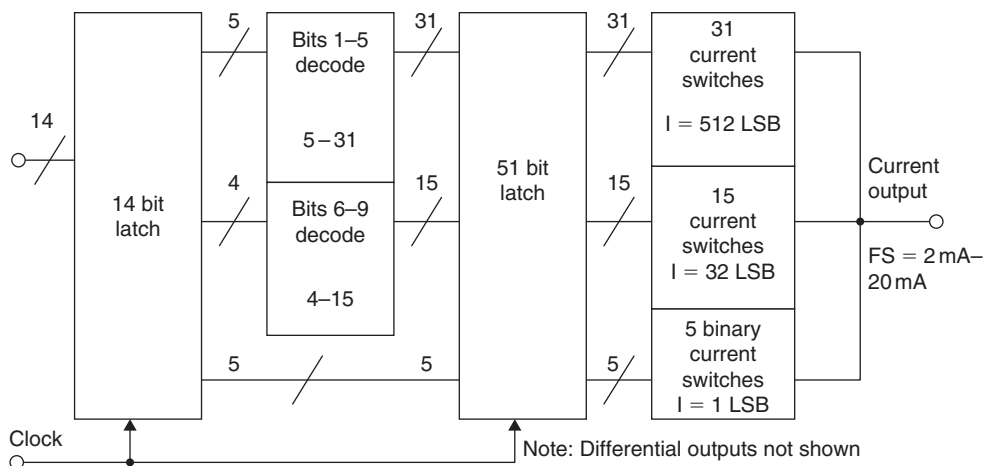 5
Bits 1–5
decode
5–31
31
31
31
current
switches
I = 512 LSB
14
14 bit
latch
4
Bits 6–9
decode
4–15
15
51 bit
latch
15
15
current
switches
I = 32 LSB
Current
output
FS = 2 mA–
20 mA
5
5
5
5 binary
current
switches
I = 1 LSB
Clock
Note: Differential outputs not shown